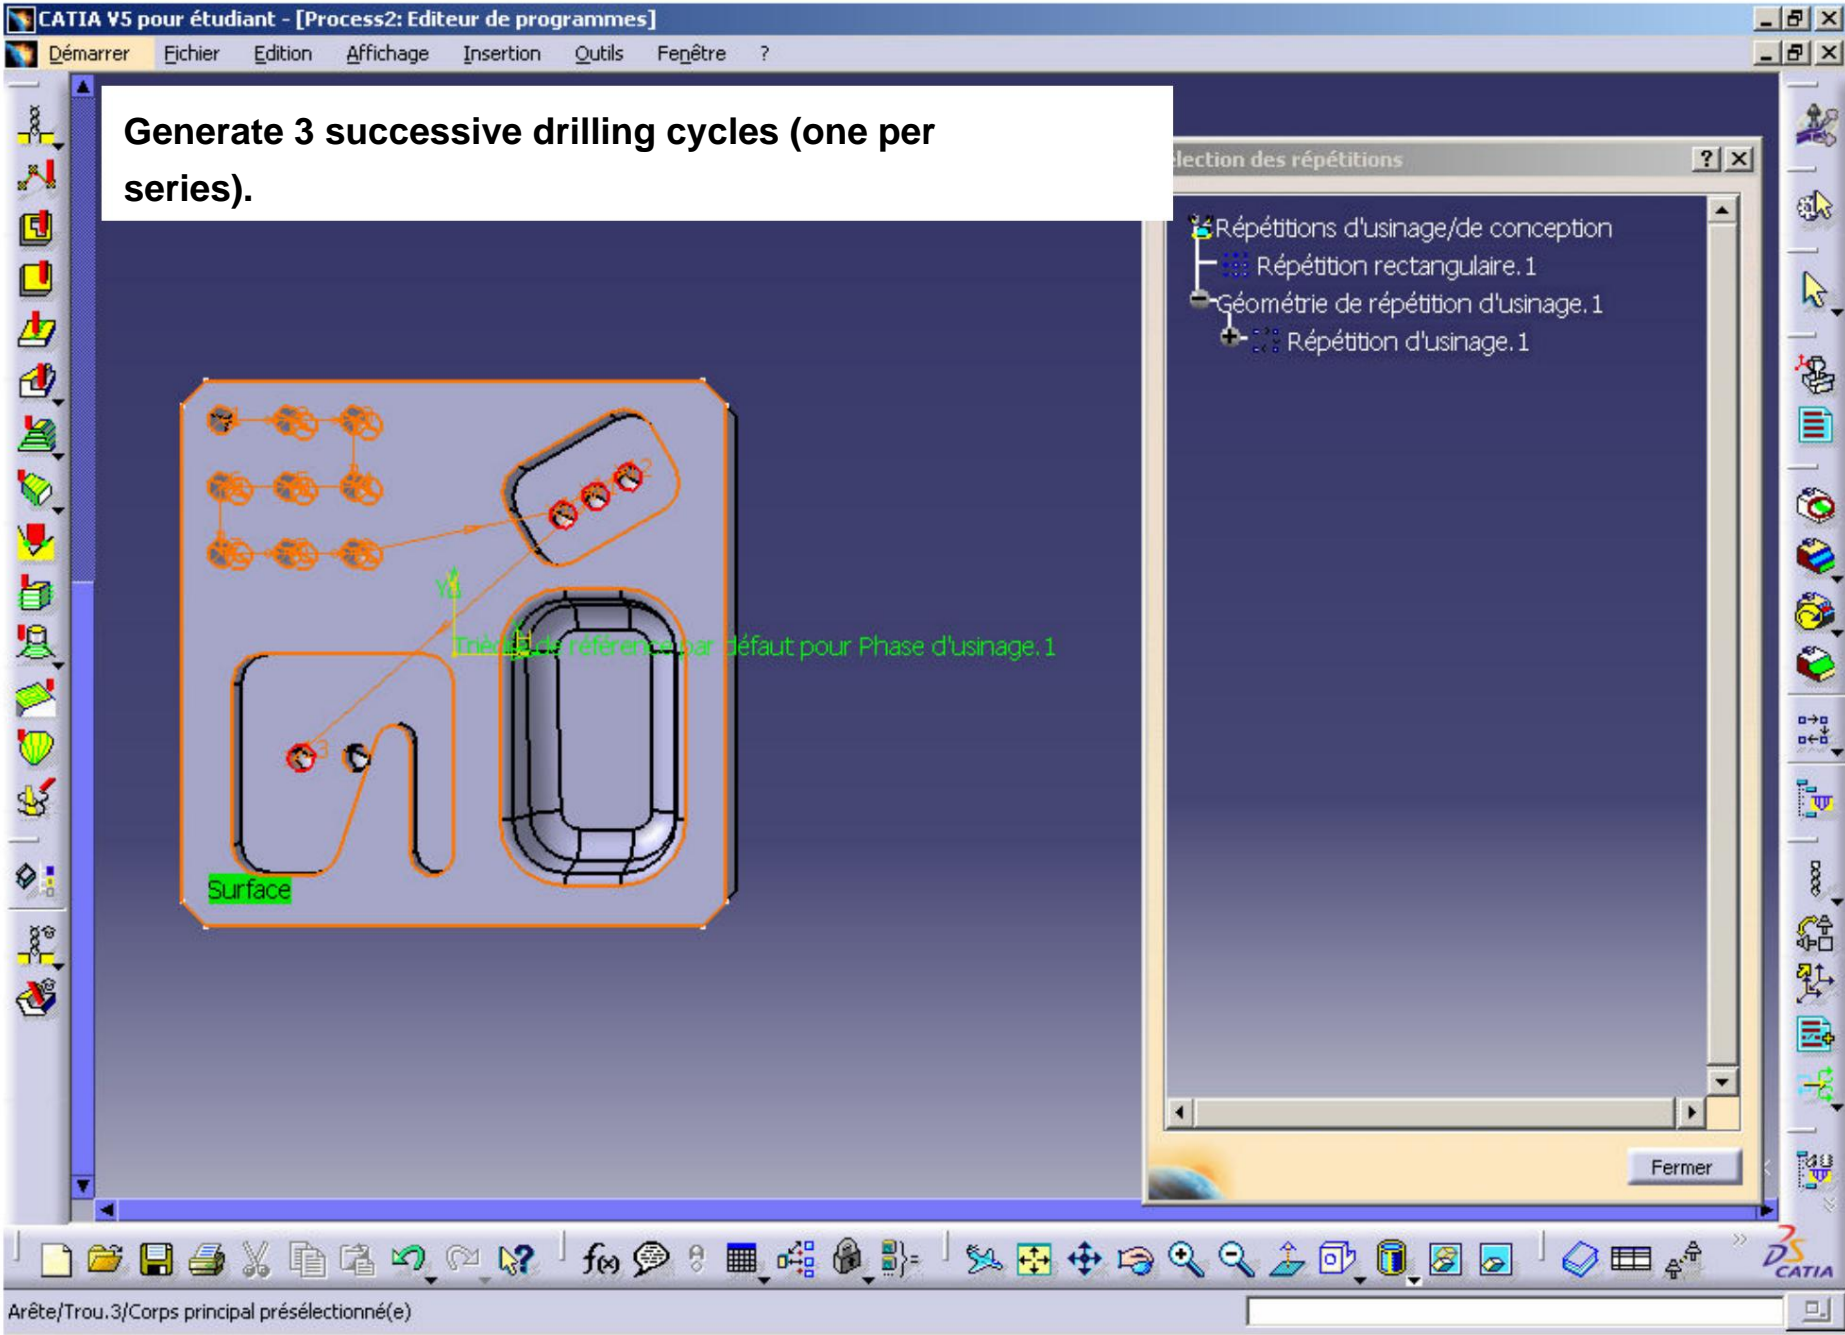 CATIA V5 pour étudiant - [Process2: Editeur de programmes]
Démarrer Fichier Edition Affichage Insertion Outils Fenêtre ?
Generate 3 successive drilling cycles (one per
series).
lection des répétitions
Répétitions d'usinage/de conception
Répétition rectangulaire.1
Géométrie de répétition d'usinage.1
Répétition d'usinage.1
de référence par défaut pour Phase d'usinage.1
Surface
Fermer
CATIA
Arête/Trou.3/Corps principal présélectionné(e)